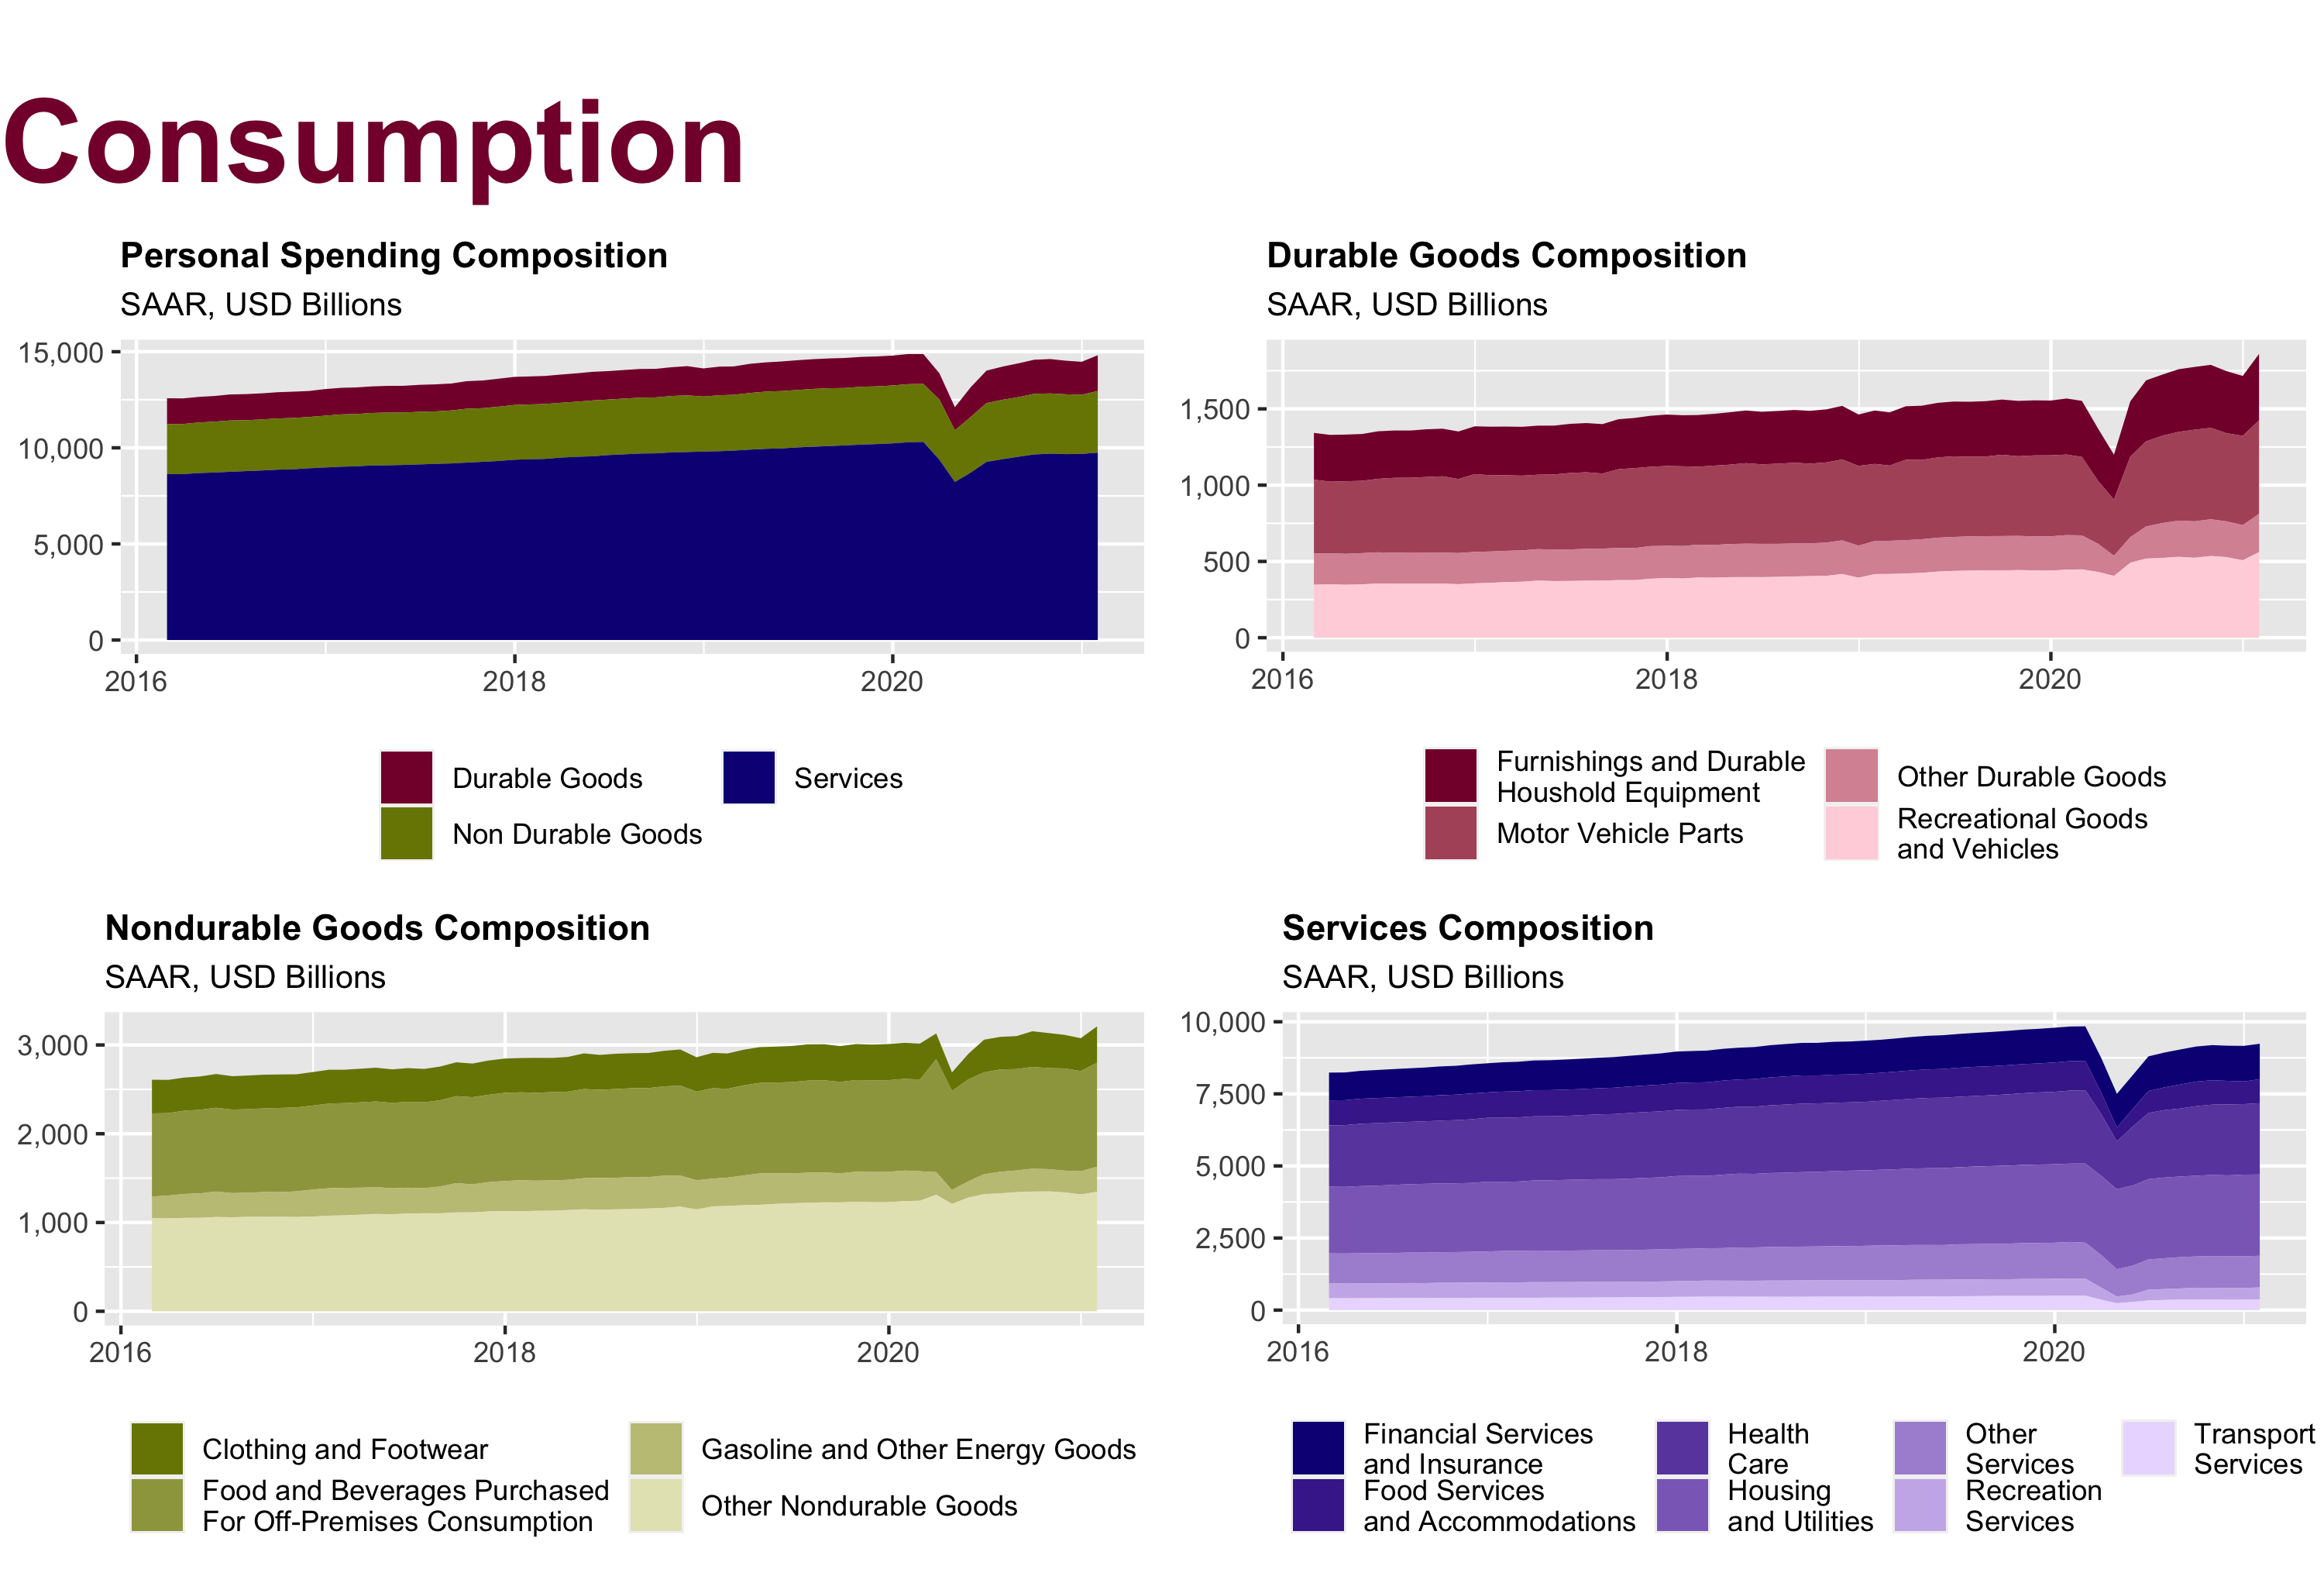 Consumption
Personal Spending Composition
SAAR, USD Billions
15,000
10,000
5,000
0
2016
2018
2020
Durable Goods
Non Durable Goods
Services
Durable Goods Composition
SAAR, USD Billions
1,500
1,000
500
0
2016
2018
2020
Furnishings and Durable
Houshold Equipment
Motor Vehicle Parts
Other Durable Goods
Recreational Goods
and Vehicles
Nondurable Goods Composition
SAAR, USD Billions
3,000
2,000
1,000
0
2016
2018
2020
Clothing and Footwear
Food and Beverages Purchased
For Off-Premises Consumption
Gasoline and Other Energy Goods
Other Nondurable Goods
Services Composition
SAAR, USD Billions
10,000
7,500
5,000
2,500
0
2016
2018
2020
Financial Services
and Insurance
Food Services
and Accommodations
Health
Care
Housing
and Utilities
Other
Services
Recreation
Services
Transport
Services